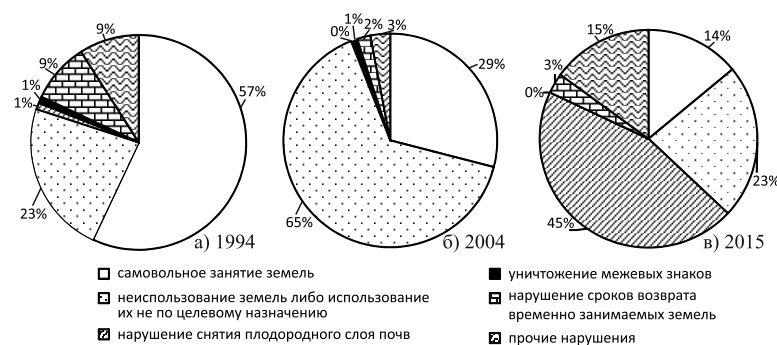 9%
9%
1%
1%
57%
23%
а) 1994
1%
0%
2%
3%
29%
65%
б) 2004
15%
14%
3%
0%
23%
45%
в) 2015
самовольное занятие земель
неиспользование земель либо использование
их не по целевому назначению
нарушение снятия плодородного слоя почв
уничтожение межевых знаков
нарушение сроков возврата
временно занимаемых земель
прочие нарушения